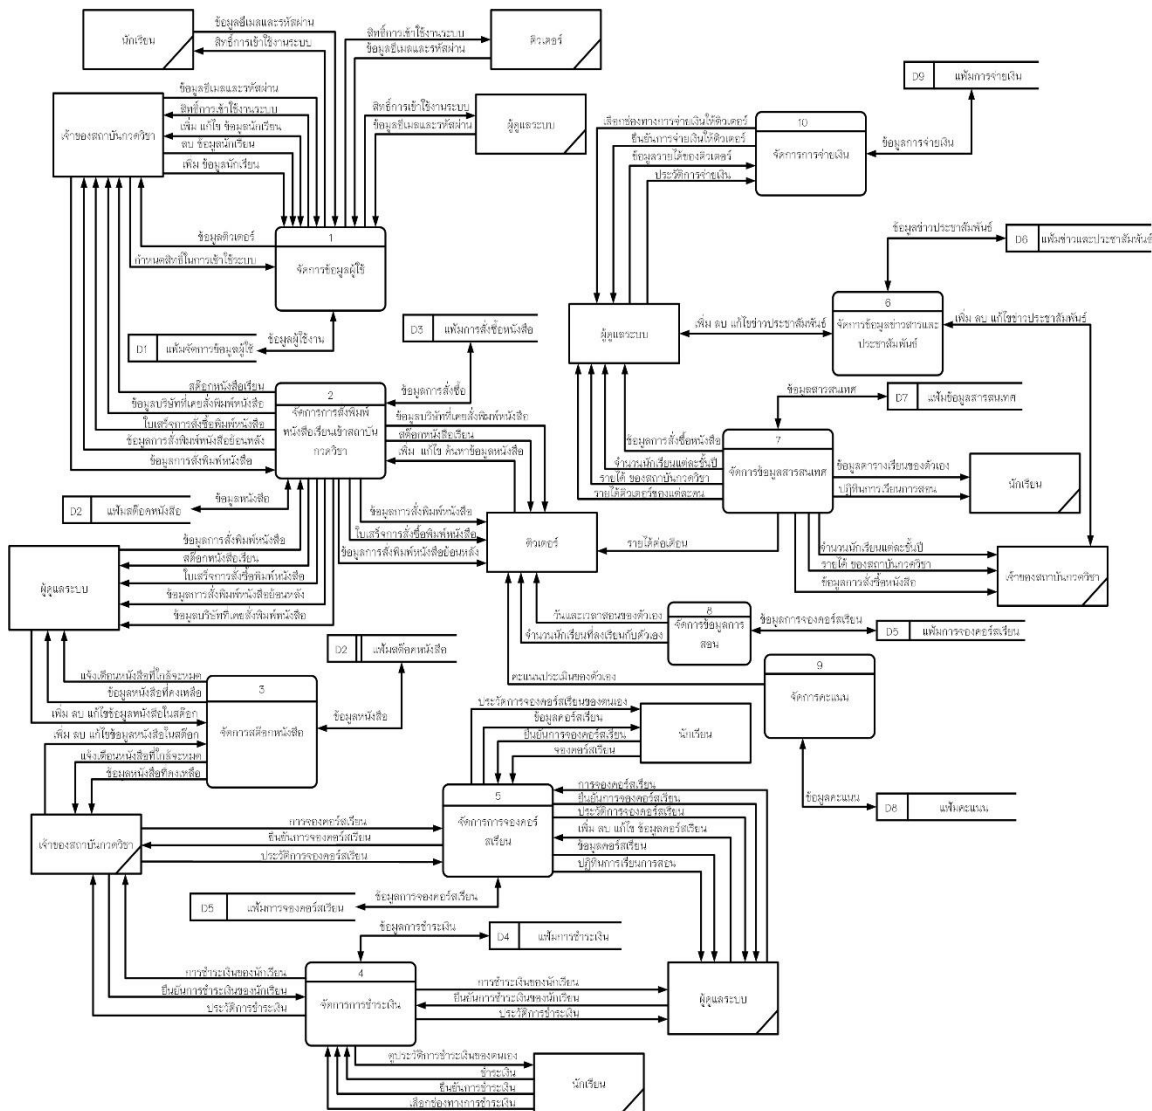 นักเรียน
ข้อมูลอีเมลและรหัสผ่าน
สิทธิ์การเข้าใช้งานระบบ
สิทธิ์การเข้าใช้งานระบบ
ข้อมูลอีเมลและรหัสผ่าน
ติวเตอร์
D9
แฟ้มการจ่ายเงิน
เจ้าของสถาบันกวดวิชา
ข้อมูลอีเมลและรหัสผ่าน
สิทธิ์การเข้าใช้งานระบบ
เพิ่ม แก้ไข ข้อมูลนักเรียน
ลบ ข้อมูลนักเรียน
เพิ่ม ข้อมูลนักเรียน
สิทธิ์การเข้าใช้งานระบบ
ข้อมูลอีเมลและรหัสผ่าน
ผู้ดูแลระบบ
เลือกช่องทางการจ่ายเงินให้ติวเตอร์
ยืนยันการจ่ายเงินให้ติวเตอร์
ข้อมูลรายได้ของติวเตอร์
ประวัติการจ่ายเงิน
10
จัดการการจ่ายเงิน
ข้อมูลการจ่ายเงิน
ข้อมูลติวเตอร์
กำหนดสิทธิ์ในการเข้าใช้ระบบ
1
จัดการข้อมูลผู้ใช้
ข้อมูลข่าวประชาสัมพันธ์
D6
แฟ้มข่าวและประชาสัมพันธ์
D1
แฟ้มจัดการข้อมูลผู้ใช้
ข้อมูลผู้ใช้งาน
D3
แฟ้มการสั่งซื้อหนังสือ
ผู้ดูแลระบบ
เพิ่ม ลบ แก้ไขข่าวประชาสัมพันธ์
6
จัดการข้อมูลข่าวสารและ
ประชาสัมพันธ์
เพิ่ม ลบ แก้ไขข่าวประชาสัมพันธ์
สต๊อกหนังสือเรียน
ข้อมูลบริษัทที่เคยสั่งพิมพ์หนังสือ
ใบเสร็จการสั่งซื้อพิมพ์หนังสือ
ข้อมูลการสั่งพิมพ์หนังสือย้อนหลัง
ข้อมูลการสั่งพิมพ์หนังสือ
2
จัดการการสั่งพิมพ์
หนังสือเรียนเข้าสถาบัน
กวดวิชา
ข้อมูลการสั่งซื้อ
ข้อมูลบริษัทที่เคยสั่งพิมพ์หนังสือ
สต๊อกหนังสือเรียน
เพิ่ม แก้ไข ค้นหาข้อมูลหนังสือ
ข้อมูลสารสนเทศ
D7
แฟ้มข้อมูลสารสนเทศ
ข้อมูลการสั่งซื้อหนังสือ
จำนวนนักเรียนแต่ละชั้นปี
รายได้ ของสถาบันกวดวิชา
รายได้ติวเตอร์ของแต่ละคน
7
จัดการข้อมูลสารสนเทศ
ข้อมูลตารางเรียนของตัวเอง
ปฏิทินการเรียนการสอน
นักเรียน
D2
แฟ้มสต๊อกหนังสือ
ข้อมูลหนังสือ
ข้อมูลการสั่งพิมพ์หนังสือ
ใบเสร็จการสั่งซื้อพิมพ์หนังสือ
ข้อมูลการสั่งพิมพ์หนังสือย้อนหลัง
ติวเตอร์
รายได้ต่อเดือน
จำนวนนักเรียนแต่ละชั้นปี
รายได้ ของสถาบันกวดวิชา
ข้อมูลการสั่งซื้อหนังสือ
เจ้าของสถาบันกวดวิชา
ผู้ดูแลระบบ
ข้อมูลการสั่งพิมพ์หนังสือ
สต๊อกหนังสือเรียน
ใบเสร็จการสั่งซื้อพิมพ์หนังสือ
ข้อมูลการสั่งพิมพ์หนังสือย้อนหลัง
ข้อมูลบริษัทที่เคยสั่งพิมพ์หนังสือ
วันและเวลาสอนของตัวเอง
จำนวนนักเรียนที่ลงเรียนกับตัวเอง
8
จัดการข้อมูลการ
สอน
ข้อมูลการจองคอร์สเรียน
D5
แฟ้มการจองคอร์สเรียน
D2
แฟ้มสต๊อกหนังสือ
คะแนนประเมินของตัวเอง
9
จัดการคะแนน
แจ้งเตือนหนังสือที่ใกล้จะหมด
ข้อมูลหนังสือที่คงเหลือ
เพิ่ม ลบ แก้ไขข้อมูลหนังสือในสต๊อก
เพิ่ม ลบ แก้ไขข้อมูลหนังสือในสต๊อก
แจ้งเตือนหนังสือที่ใกล้จะหมด
ข้อมูลหนังสือที่คงเหลือ
3
จัดการสต๊อกหนังสือ
ข้อมูลหนังสือ
ประวัติการจองคอร์สเรียนของตนเอง
ข้อมูลคอร์สเรียน
ยืนยันการจองคอร์สเรียน
จองคอร์สเรียน
นักเรียน
ข้อมูลคะแนน
D8
แฟ้มคะแนน
เจ้าของสถาบันกวดวิชา
การจองคอร์สเรียน
ยืนยันการจองคอร์สเรียน
ประวัติการจองคอร์สเรียน
5
จัดการการจองคอร์
สเรียน
การจองคอร์สเรียน
ยืนยันการจองคอร์สเรียน
ประวัติการจองคอร์สเรียน
เพิ่ม ลบ แก้ไข ข้อมูลคอร์สเรียน
ข้อมูลคอร์สเรียน
ปฏิทินการเรียนการสอน
D5
แฟ้มการจองคอร์สเรียน
ข้อมูลการจองคอร์สเรียน
ข้อมูลการชำระเงิน
D4
แฟ้มการชำระเงิน
การชำระเงินของนักเรียน
ยืนยันการชำระเงินของนักเรียน
ประวัติการชำระเงิน
4
จัดการการชำระเงิน
การชำระเงินของนักเรียน
ยืนยันการชำระเงินของนักเรียน
ประวัติการชำระเงิน
ผู้ดูแลระบบ
ดูประวัติการชำระเงินของตนเอง
ชำระเงิน
ยืนยันการชำระเงิน
เลือกช่องทางการชำระเงิน
นักเรียน